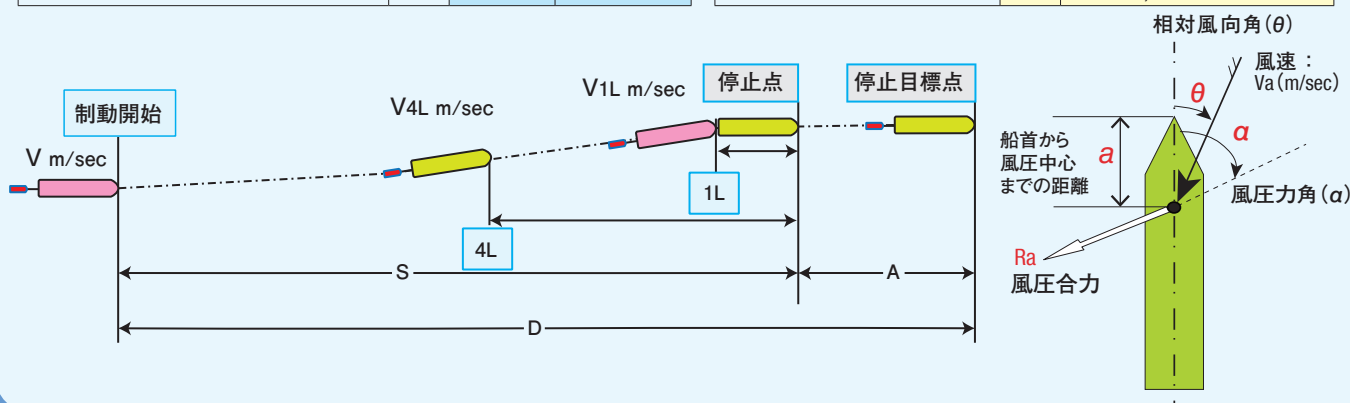 制動開始
V m/sec
V4L m/sec
V1L m/sec
停止点
停止目標点
1L
4L
S
A
D
相対風向角(θ)
風速：
Va(m/sec)
θ
α
船首から
風圧中心
までの距離
a
風圧力角(α)
Ra
風圧合力